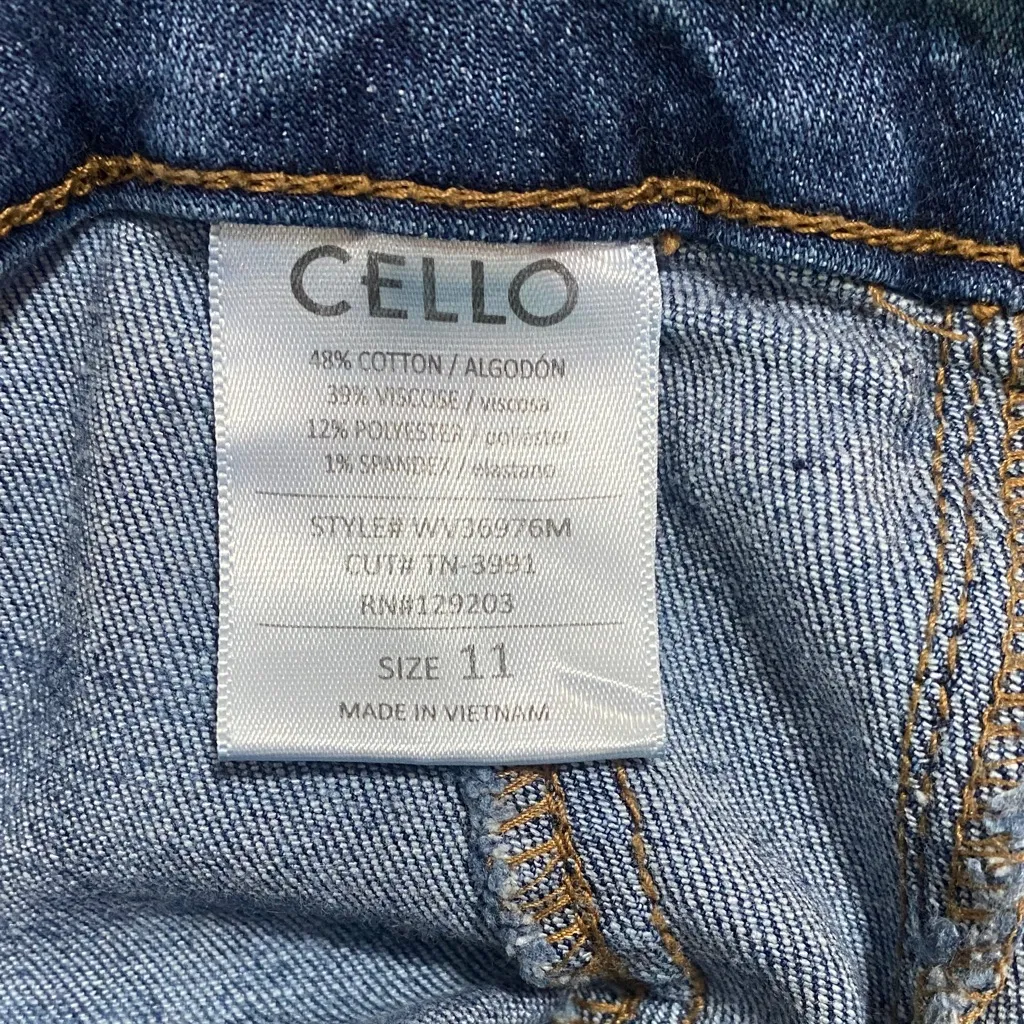 CELLO
48% COTTON / ALGODÓN
39% VISCOSE / viscosa
12% POLYESTER / poliéster
1% SPANDEX / elastano
STYLE# WV36976M
CUT# TN-3991
RN#129203
SIZE 11
MADE IN VIETNAM